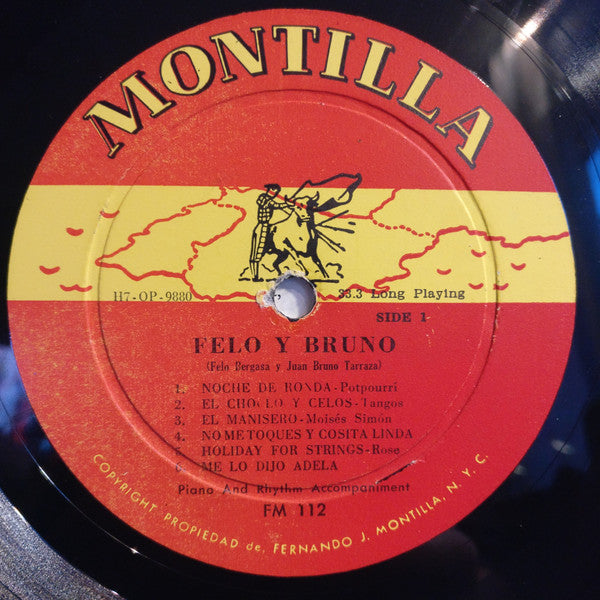 MONTILLA
H7-OP-9880
33.3 Long Playing
SIDE 1
FELO Y BRUNO
(Felo Bergasa y Juan Bruno Tarraza)
1. NOCHE DE RONDA-Potpourri
2. EL CHOCLO Y CELOS-Tangos
3. EL MANISERO-Moisés Simón
4. NO ME TOQUES Y COSITA LINDA
5. HOLIDAY FOR STRINGS-Rose
6. ME LO DIJO ADELA
Piano And Rhythm Accompaniment
FM 112
COPYRIGHT PROPIEDAD de, FERNANDO J. MONTILLA, N. Y. C.